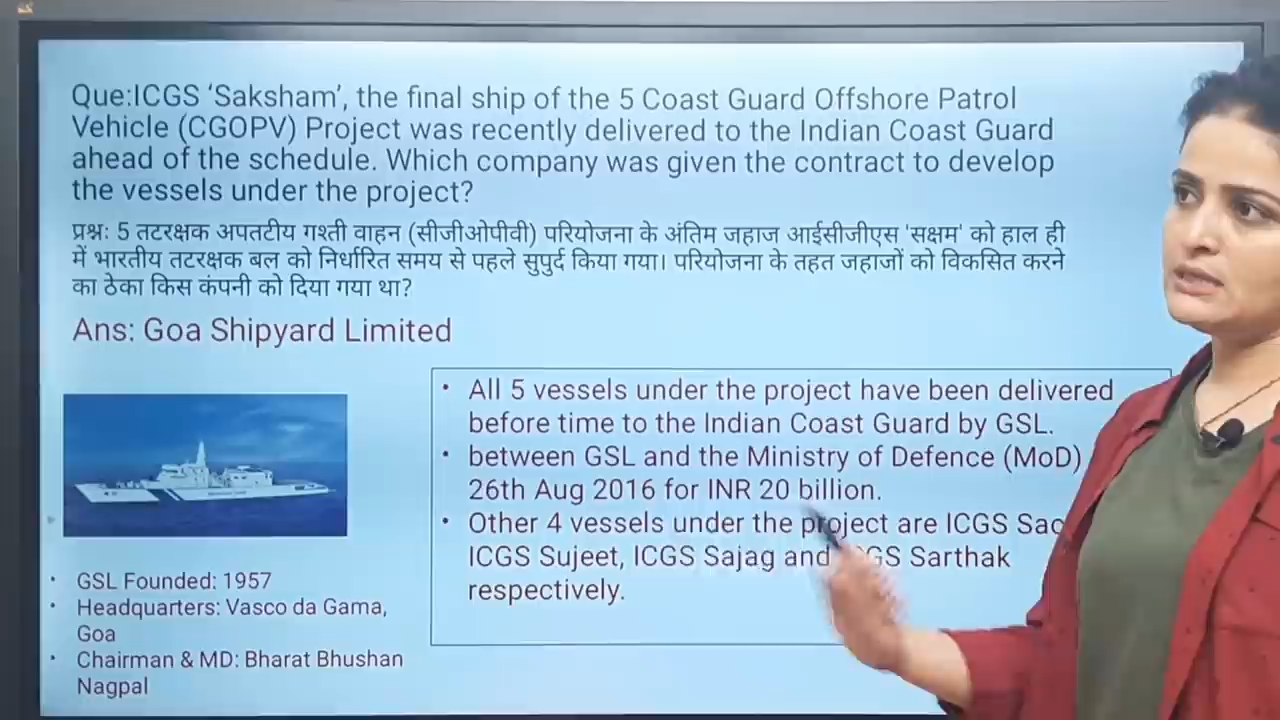 Que:ICGS ‘Saksham’, the final ship of the 5 Coast Guard Offshore Patrol
Vehicle (CGOPV) Project was recently delivered to the Indian Coast Guard
ahead of the schedule. Which company was given the contract to develop
the vessels under the project?
प्रश्नः 5 तटरक्षक अपतटीय गश्ती वाहन (सीजीओपीवी) परियोजना के अंतिम जहाज आईसीजीएस 'सक्षम' को हाल ही
में भारतीय तटरक्षक बल को निर्धारित समय से पहले सुपुर्द किया गया। परियोजना के तहत जहाजों को विकसित करने
का ठेका किस कंपनी को दिया गया था?
Ans: Goa Shipyard Limited
• All 5 vessels under the project have been delivered
before time to the Indian Coast Guard by GSL.
• between GSL and the Ministry of Defence (MoD)
26th Aug 2016 for INR 20 billion.
• Other 4 vessels under the project are ICGS
ICGS Sujeet, ICGS Sajag and Sarthak
respectively.
• GSL Founded: 1957
• Headquarters: Vasco da Gama,
Goa
• Chairman & MD: Bharat Bhushan
Nagpal